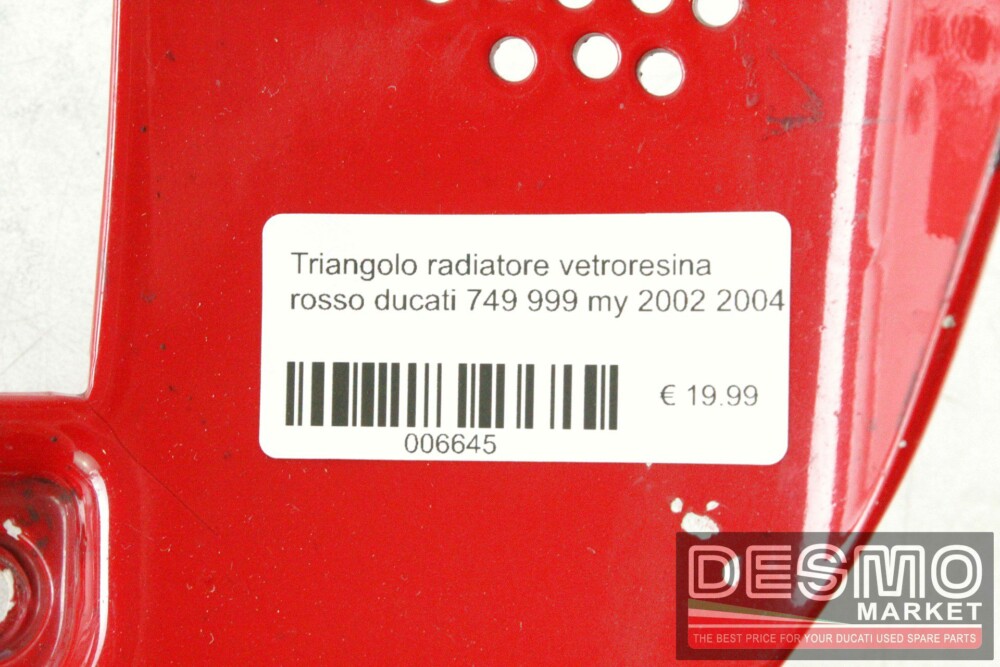 Triangolo radiatore vetroresina
rosso ducati 749 999 my 2002 2004
€ 19.99
006645
DESMO
MARKET
THE BEST PRICE FOR YOUR DUCATI USED SPARE PARTS